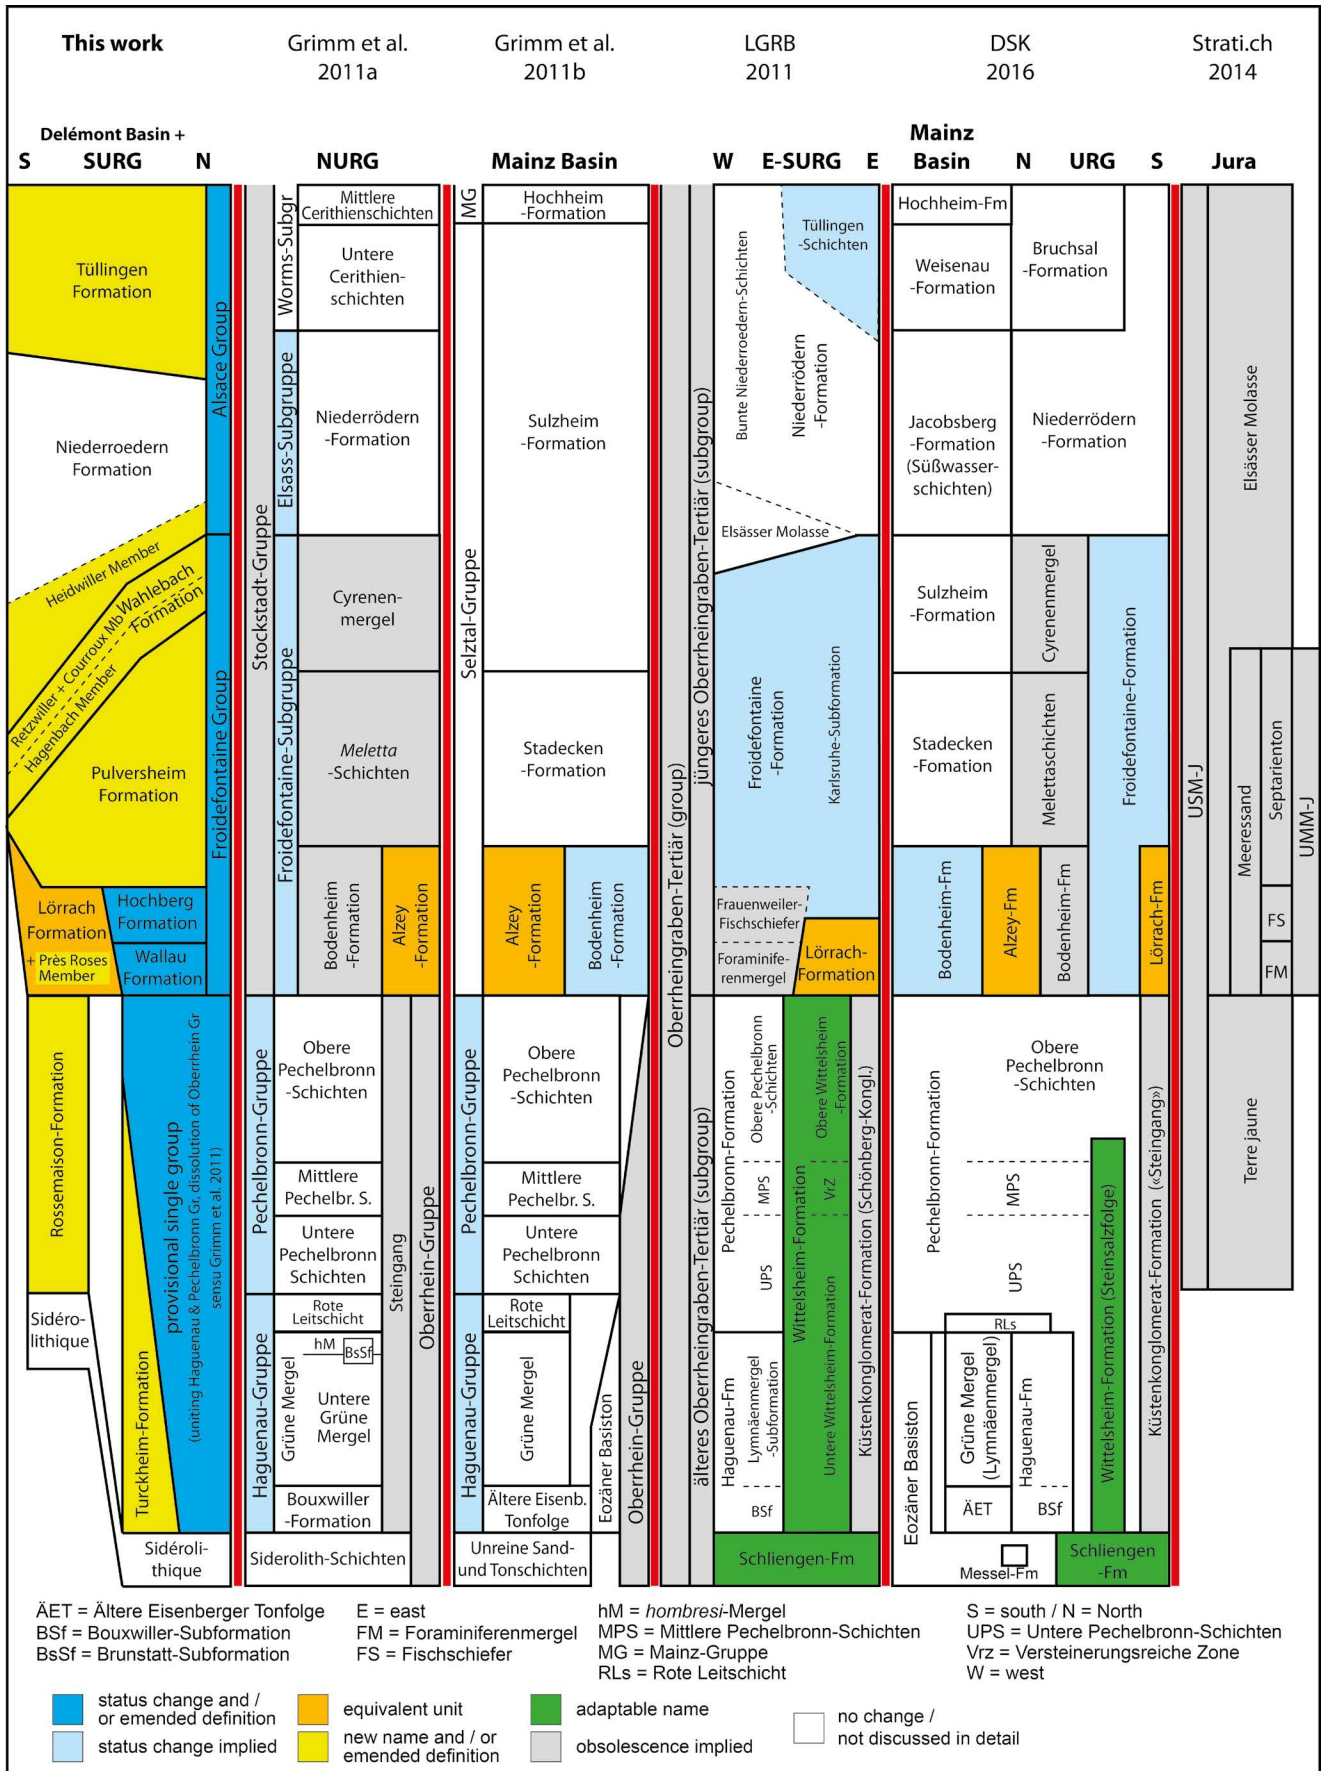 This work
Grimm et al.
2011a
Grimm et al.
2011b
LGRB
2011
DSK
2016
Strati.ch
2014
Delémont Basin +
S SURG N
NURG
Mainz Basin
W E-SURG E
Mainz
Basin N URG S
Jura
Tüllingen
Formation
Niederroedern
Formation
Heidwiller Member
Retzwiller + Courroux Mb
Wahlebach
Formation
Hagenbach Member
Pulversheim
Formation
Lörrach
Formation
+ Près Roses
Member
Hochberg
Formation
Wallau
Formation
Alsace Group
Froidefontaine Group
Rossemaison-Formation
Sidéro-
lithique
Turckheim-Formation
provisional single group
(uniting Haguenau & Pechelbronn Gr, dissolution of Oberrhein Gr
sensu Grimm et al. 2011)
Sidéroli-
thique
Stockstadt-Gruppe
Worms-Subgr
Elsass-Subgruppe
Froidefontaine-Subgruppe
Mittlere
Cerithienschichten
Untere
Cerithien-
schichten
Niederrödern
-Formation
Cyrenen-
mergel
Meletta
-Schichten
Bodenheim
-Formation
Alzey
-Formation
Pechelbronn-Gruppe
Obere
Pechelbronn
-Schichten
Mittlere
Pechelbr. S.
Untere
Pechelbronn
Schichten
Haguenau-Gruppe
Rote
Leitschicht
Grüne Mergel
hM
BsSf
Untere
Grüne
Mergel
Bouxwiller
-Formation
Siderolith-Schichten
Steingang
Oberrhein-Gruppe
MG
Selztal-Gruppe
Hochheim
-Formation
Sulzheim
-Formation
Stadecken
-Formation
Alzey
-Formation
Bodenheim
-Formation
Pechelbronn-Gruppe
Obere
Pechelbronn
-Schichten
Mittlere
Pechelbr. S.
Untere
Pechelbronn
Schichten
Haguenau-Gruppe
Rote
Leitschicht
Grüne Mergel
Ältere Eisenb.
Tonfolge
Unreine Sand-
und Tonschichten
Eozäner Basiston
Oberrhein-Gruppe
Oberrheingraben-Tertiär (group)
jüngeres Oberrheingraben-Tertiär (subgroup)
älteres Oberrheingraben-Tertiär (subgroup)
Bunte Niederroedern-Schichten
Niederrödern
-Formation
Tüllingen
-Schichten
Elsässer Molasse
Froidefontaine
-Formation
Karlsruhe-Subformation
Frauenweiler-
Fischschiefer
Foraminife-
renmergel
Lörrach-
Formation
Pechelbronn-Formation
Obere Pechelbronn
-Schichten
MPS
UPS
Haguenau-Fm
Lymnäenmergel
-Subformation
BSf
Wittelsheim-Formation
Obere Wittelsheim
-Formation
VrZ
Untere Wittelsheim-Formation
Küstenkonglomerat-Formation (Schönberg-Kongl.)
Schliengen-Fm
Hochheim-Fm
Weisenau
-Formation
Bruchsal
-Formation
Jacobsberg
-Formation
(Süßwasser-
schichten)
Niederrödern
-Formation
Sulzheim
-Formation
Cyrenenmergel
Stadecken
-Fomation
Melettaschichten
Froidefontaine-Formation
Bodenheim-Fm
Alzey-Fm
Bodenheim-Fm
Lörrach-Fm
Pechelbronn-Formation
Obere
Pechelbronn
-Schichten
MPS
UPS
RLs
Eozäner Basiston
Grüne Mergel
(Lymnäenmergel)
ÄET
Haguenau-Fm
BSf
Wittelsheim-Formation (Steinsalzfolge)
Küstenkonglomerat-Formation («Steingang»)
Messel-Fm
Schliengen
-Fm
USM-J
Elsässer Molasse
Meeressand
Septarienton
FS
FM
UMM-J
Terre jaune
ÄET = Ältere Eisenberger Tonfolge
BSf = Bouxwiller-Subformation
BsSf = Brunstatt-Subformation
E = east
FM = Foraminiferenmergel
FS = Fischschiefer
hM = hombresi-Mergel
MPS = Mittlere Pechelbronn-Schichten
MG = Mainz-Gruppe
RLs = Rote Leitschicht
S = south / N = North
UPS = Untere Pechelbronn-Schichten
Vrz = Versteinerungsreiche Zone
W = west
status change and /
or emended definition
status change implied
equivalent unit
new name and / or
emended definition
adaptable name
obsolescence implied
no change /
not discussed in detail